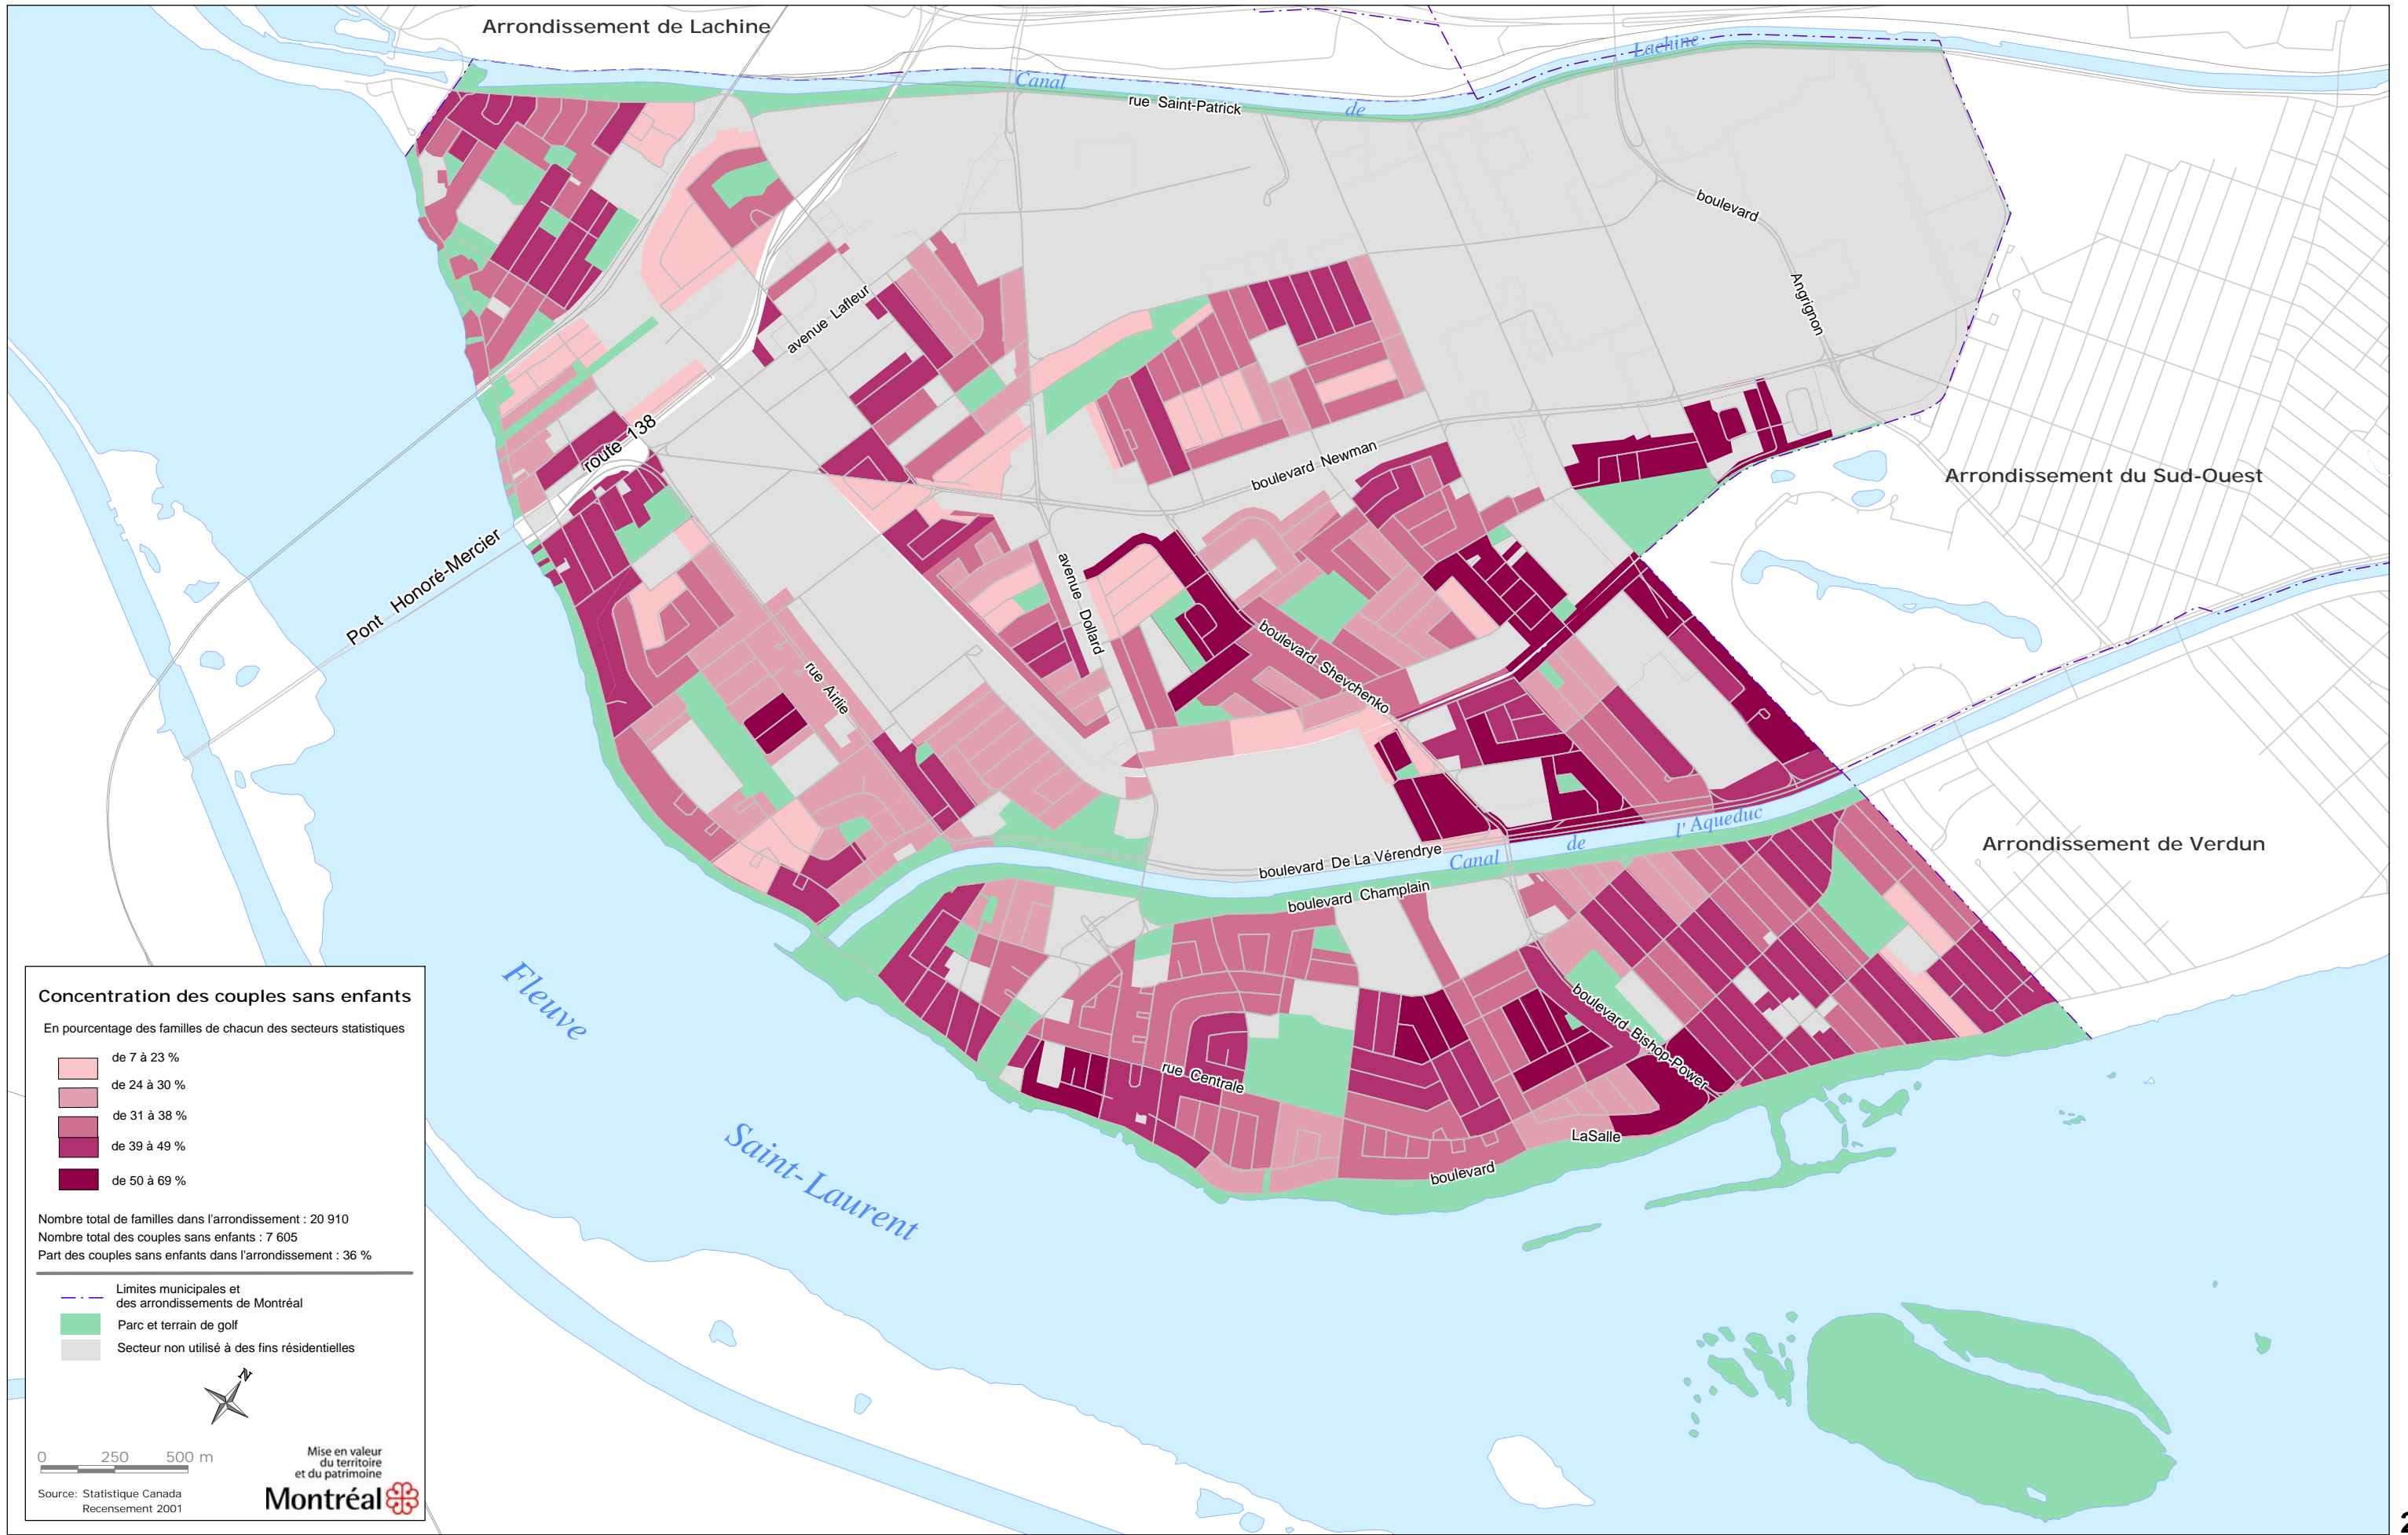 Arrondissement de Lachine
Canal
de
Lachine
rue Saint-Patrick
boulevard
Angrignon
avenue Lafleur
route 138
boulevard Newman
Arrondissement du Sud-Ouest
Pont Honoré-Mercier
avenue Dollard
boulevard Shevchenko
rue Airlie
l'Aqueduc
de
Canal
boulevard De La Vérendrye
boulevard Champlain
Arrondissement de Verdun
Fleuve
Saint-Laurent
boulevard Bishop-Power
rue Centrale
LaSalle
boulevard
Concentration des couples sans enfants
En pourcentage des familles de chacun des secteurs statistiques
de 7 à 23 %
de 24 à 30 %
de 31 à 38 %
de 39 à 49 %
de 50 à 69 %
Nombre total de familles dans l'arrondissement : 20 910
Nombre total des couples sans enfants : 7 605
Part des couples sans enfants dans l'arrondissement : 36 %
Limites municipales et
des arrondissements de Montréal
Parc et terrain de golf
Secteur non utilisé à des fins résidentielles
N
0 250 500 m
Mise en valeur
du territoire
et du patrimoine
Montréal
Source: Statistique Canada
Recensement 2001